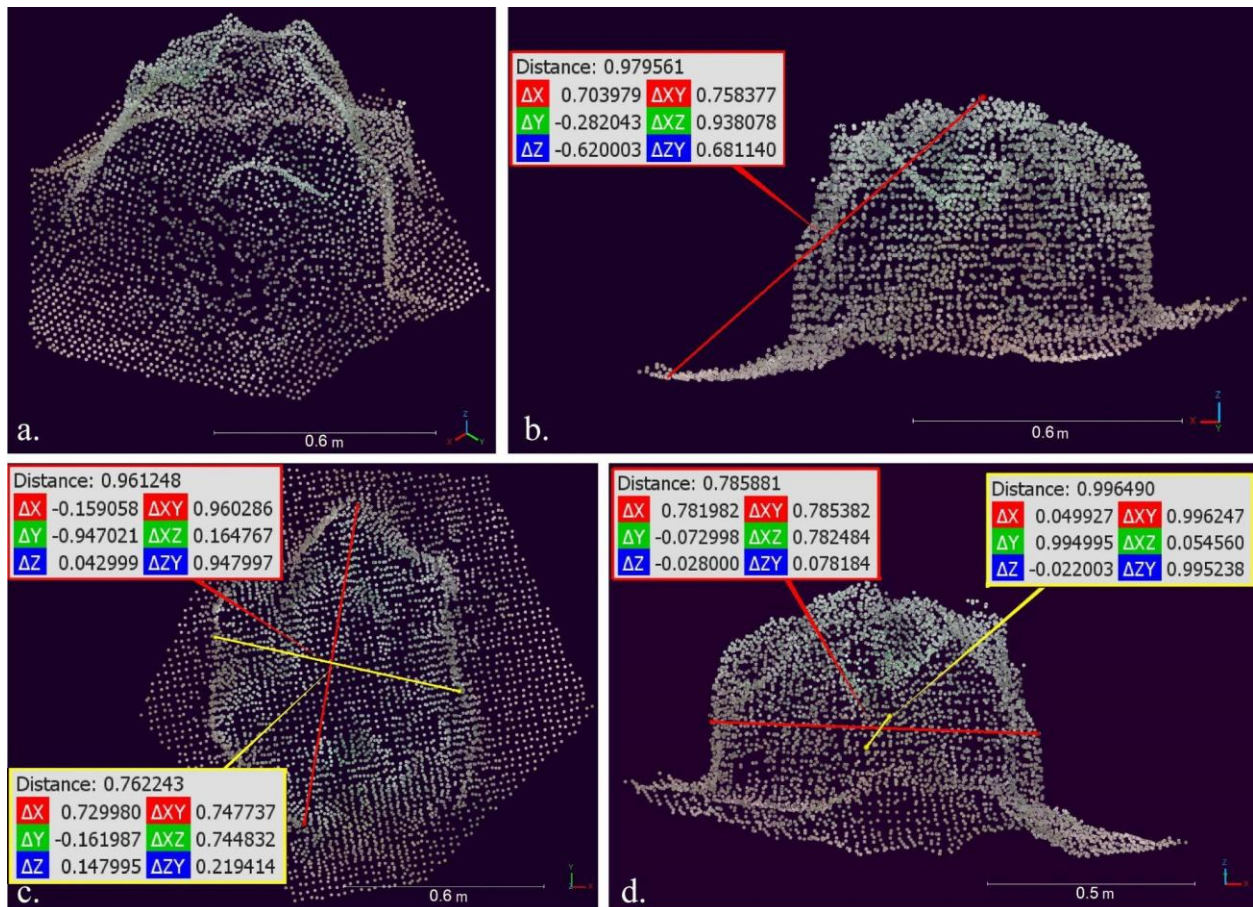 a.
0.6 m
Z
X
Y
Distance: 0.979561
ΔX 0.703979 ΔXY 0.758377
ΔY -0.282043 ΔXZ 0.938078
ΔZ -0.620003 ΔZY 0.681140
b.
0.6 m
Z
X
Y
Distance: 0.961248
ΔX -0.159058 ΔXY 0.960286
ΔY -0.947021 ΔXZ 0.164767
ΔZ 0.042999 ΔZY 0.947997
Distance: 0.762243
ΔX 0.729980 ΔXY 0.747737
ΔY -0.161987 ΔXZ 0.744832
ΔZ 0.147995 ΔZY 0.219414
c.
0.6 m
Y
X
Distance: 0.785881
ΔX 0.781982 ΔXY 0.785382
ΔY -0.072998 ΔXZ 0.782484
ΔZ -0.028000 ΔZY 0.078184
Distance: 0.996490
ΔX 0.049927 ΔXY 0.996247
ΔY 0.994995 ΔXZ 0.054560
ΔZ -0.022003 ΔZY 0.995238
d.
0.5 m
Z
X